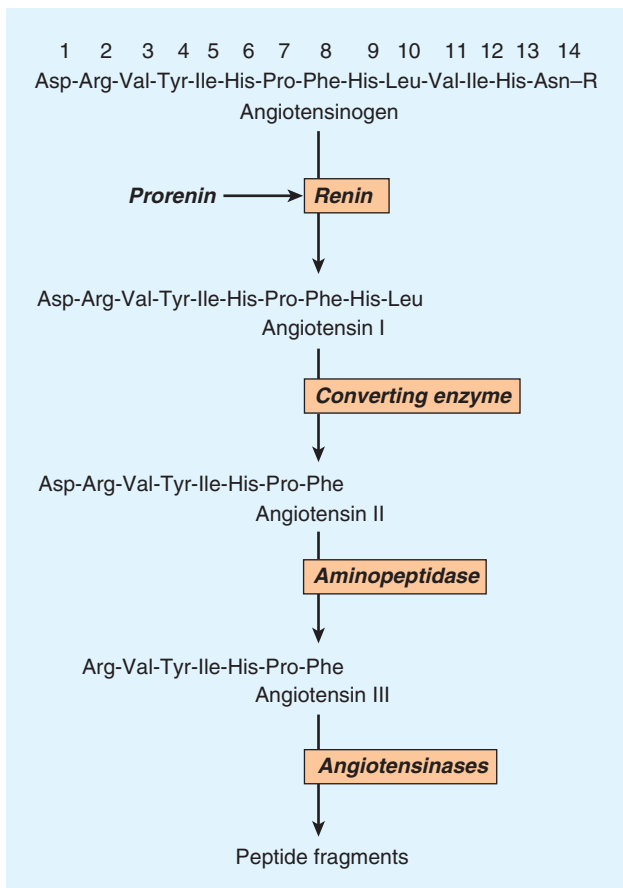 1 2 3 4 5 6 7 8 9 10 11 12 13 14
Asp-Arg-Val-Tyr-Ile-His-Pro-Phe-His-Leu-Val-Ile-His-Asn–R
Angiotensinogen
Prorenin
Renin
Asp-Arg-Val-Tyr-Ile-His-Pro-Phe-His-Leu
Angiotensin I
Converting enzyme
Asp-Arg-Val-Tyr-Ile-His-Pro-Phe
Angiotensin II
Aminopeptidase
Arg-Val-Tyr-Ile-His-Pro-Phe
Angiotensin III
Angiotensinases
Peptide fragments